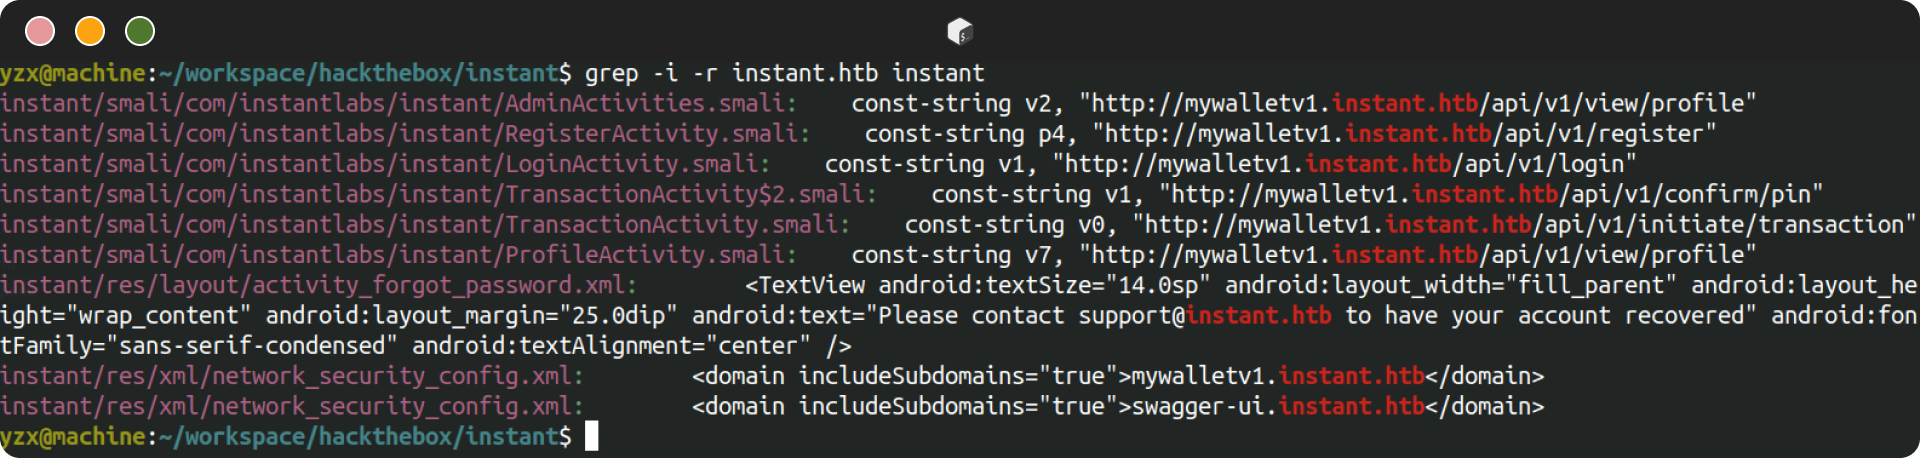 yzx@machine:~/workspace/hackthebox/instant$ grep -i -r instant.htb instant
instant/smali/com/instantlabs/instant/AdminActivities.smali:    const-string v2, "http://mywalletv1.instant.htb/api/v1/view/profile"
instant/smali/com/instantlabs/instant/RegisterActivity.smali:    const-string p4, "http://mywalletv1.instant.htb/api/v1/register"
instant/smali/com/instantlabs/instant/LoginActivity.smali:    const-string v1, "http://mywalletv1.instant.htb/api/v1/login"
instant/smali/com/instantlabs/instant/TransactionActivity$2.smali:    const-string v1, "http://mywalletv1.instant.htb/api/v1/confirm/pin"
instant/smali/com/instantlabs/instant/TransactionActivity.smali:    const-string v0, "http://mywalletv1.instant.htb/api/v1/initiate/transaction"
instant/smali/com/instantlabs/instant/ProfileActivity.smali:    const-string v7, "http://mywalletv1.instant.htb/api/v1/view/profile"
instant/res/layout/activity_forgot_password.xml:        <TextView android:textSize="14.0sp" android:layout_width="fill_parent" android:layout_he
ight="wrap_content" android:layout_margin="25.0dip" android:text="Please contact support@instant.htb to have your account recovered" android:fon
tFamily="sans-serif-condensed" android:textAlignment="center" />
instant/res/xml/network_security_config.xml:        <domain includeSubdomains="true">mywalletv1.instant.htb</domain>
instant/res/xml/network_security_config.xml:        <domain includeSubdomains="true">swagger-ui.instant.htb</domain>
yzx@machine:~/workspace/hackthebox/instant$